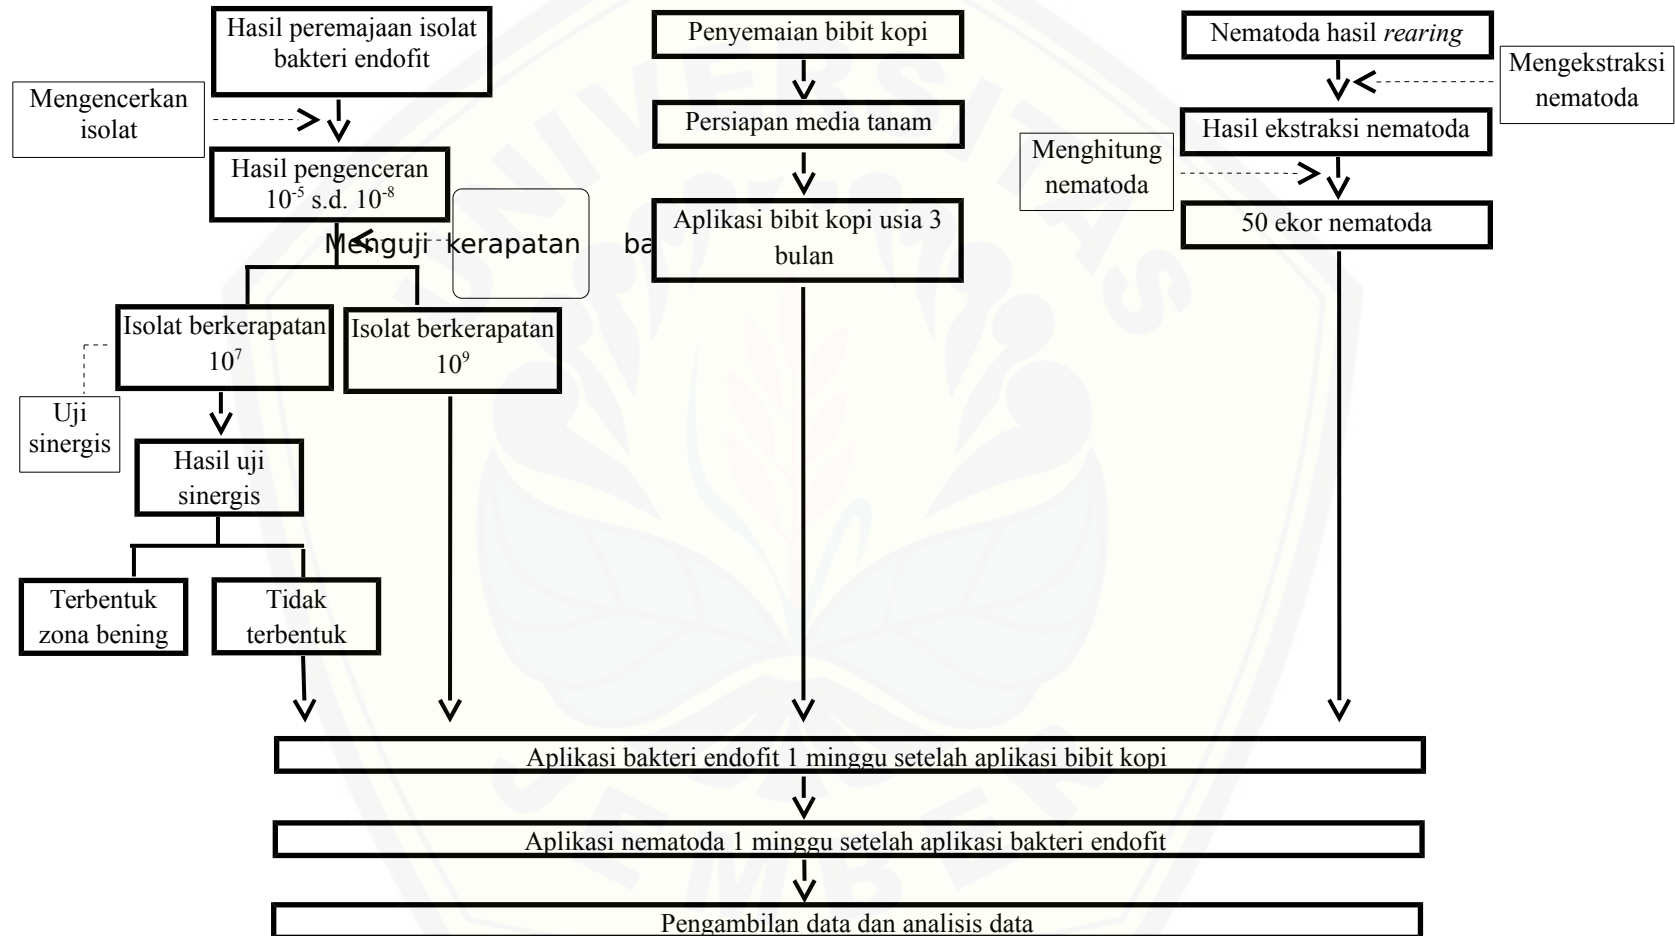 Hasil peremajaan isolat
bakteri endofit
Mengencerkan
isolat
Hasil pengenceran
10⁻⁵ s.d. 10⁻⁸
Menguji kerapatan
Isolat berkerapatan
10⁷
Isolat berkerapatan
10⁹
Uji
sinergis
Hasil uji
sinergis
Terbentuk
zona bening
Tidak
terbentuk
Penyemaian bibit kopi
Persiapan media tanam
Aplikasi bibit kopi usia 3
bulan
Nematoda hasil rearing
Mengekstraksi
nematoda
Hasil ekstraksi nematoda
Menghitung
nematoda
50 ekor nematoda
Aplikasi bakteri endofit 1 minggu setelah aplikasi bibit kopi
Aplikasi nematoda 1 minggu setelah aplikasi bakteri endofit
Pengambilan data dan analisis data
UNIVERSITAS
JEMBER